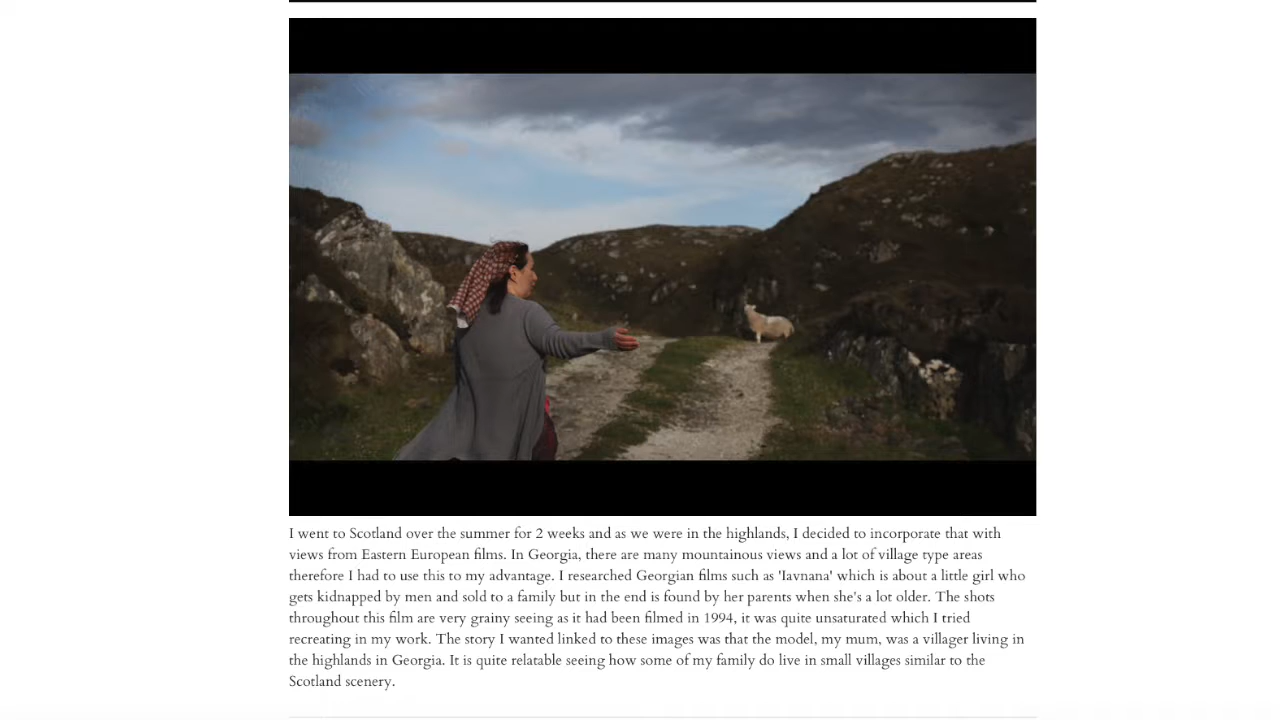 I went to Scotland over the summer for 2 weeks and as we were in the highlands, I decided to incorporate that with
views from Eastern European films. In Georgia, there are many mountainous views and a lot of village type areas
therefore I had to use this to my advantage. I researched Georgian films such as 'Iavnana' which is about a little girl who
gets kidnapped by men and sold to a family but in the end is found by her parents when she's a lot older. The shots
throughout this film are very grainy seeing as it had been filmed in 1994, it was quite unsaturated which I tried
recreating in my work. The story I wanted linked to these images was that the model, my mum, was a villager living in
the highlands in Georgia. It is quite relatable seeing how some of my family do live in small villages similar to the
Scotland scenery.